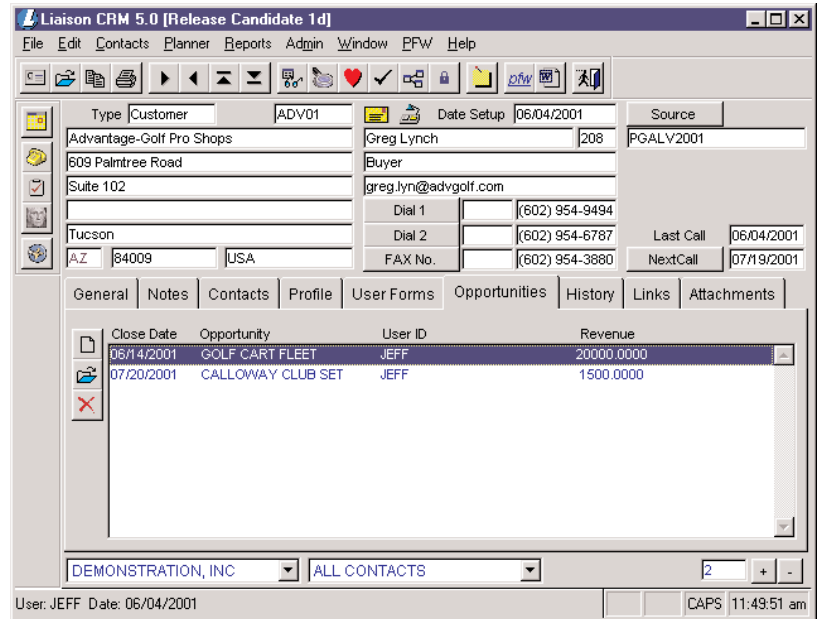 Liaison CRM 5.0 [Release Candidate 1d]
File Edit Contacts Planner Reports Admin Window PFW Help
pfw W
Type Customer ADV01 Date Setup 06/04/2001 Source
Advantage-Golf Pro Shops Greg Lynch 208 PGALV2001
609 Palmtree Road Buyer
Suite 102 greg.lyn@advgolf.com
Dial 1 (602) 954-9494
Tucson Dial 2 (602) 954-6787 Last Call 06/04/2001
AZ 84009 USA FAX No. (602) 954-3880 NextCall 07/19/2001
General Notes Contacts Profile User Forms Opportunities History Links Attachments
Close Date Opportunity User ID Revenue
06/14/2001 GOLF CART FLEET JEFF 20000.0000
07/20/2001 CALLOWAY CLUB SET JEFF 1500.0000
DEMONSTRATION, INC ALL CONTACTS 2 + -
User: JEFF Date: 06/04/2001 CAPS 11:49:51 am